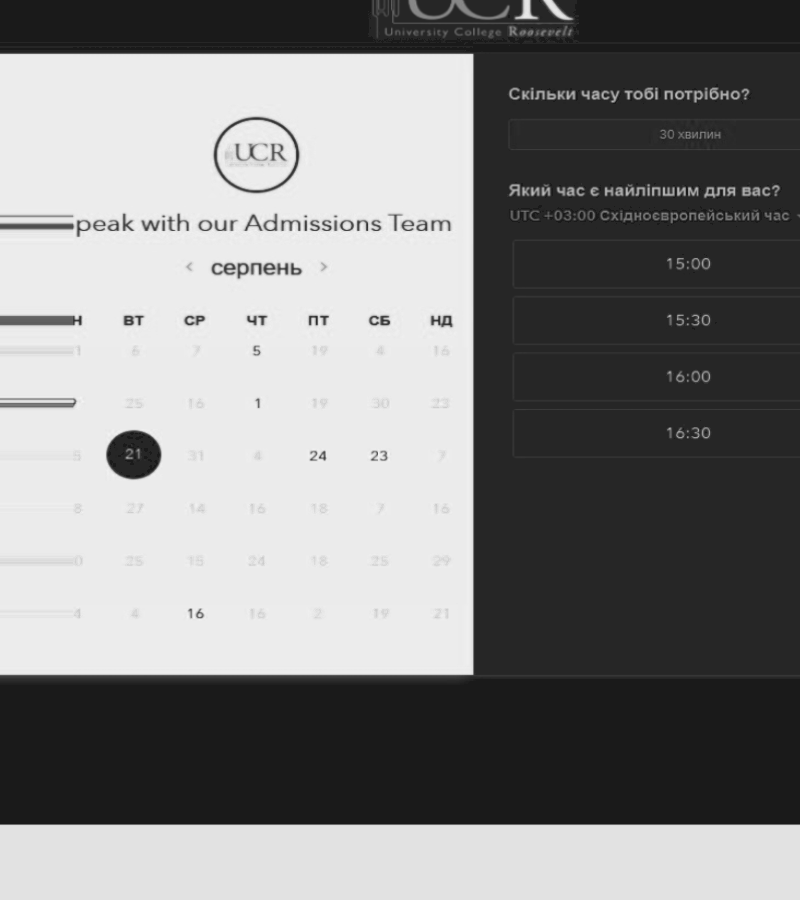 UCR
University College Roosevelt
UCR
peak with our Admissions Team
< серпень >
Н ВТ СР ЧТ ПТ СБ НД
1 6 7 5 19 4 16
25 16 1 19 30 23
5 21 31 4 24 23 7
8 27 14 16 18 7 16
0 25 15 24 18 25 29
4 4 16 16 2 19 21
Скільки часу тобі потрібно?
30 хвилин
Який час є найліпшим для вас?
UTC +03:00 Східноєвропейський час
15:00
15:30
16:00
16:30